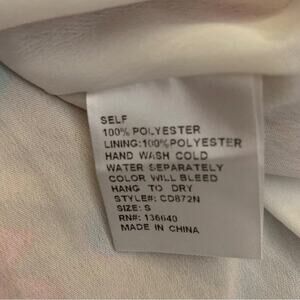 SELF
100% POLYESTER
LINING:100%POLYESTER
HAND WASH COLD
WATER SEPARATELY
COLOR WILL BLEED
HANG TO DRY
STYLE#: CD872N
SIZE: S
RN#: 136640
MADE IN CHINA